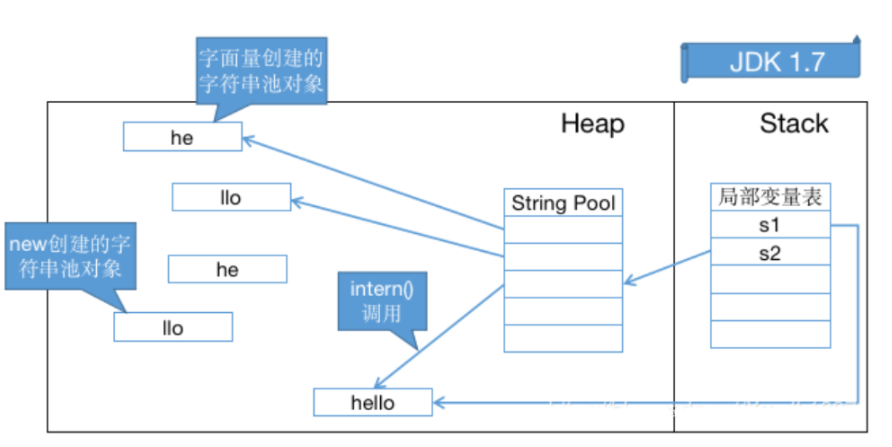 字面量创建的
字符串池对象
JDK 1.7
he
Heap
Stack
llo
String Pool
局部变量表
s1
s2
new创建的字
符串池对象
he
intern()
调用
llo
hello